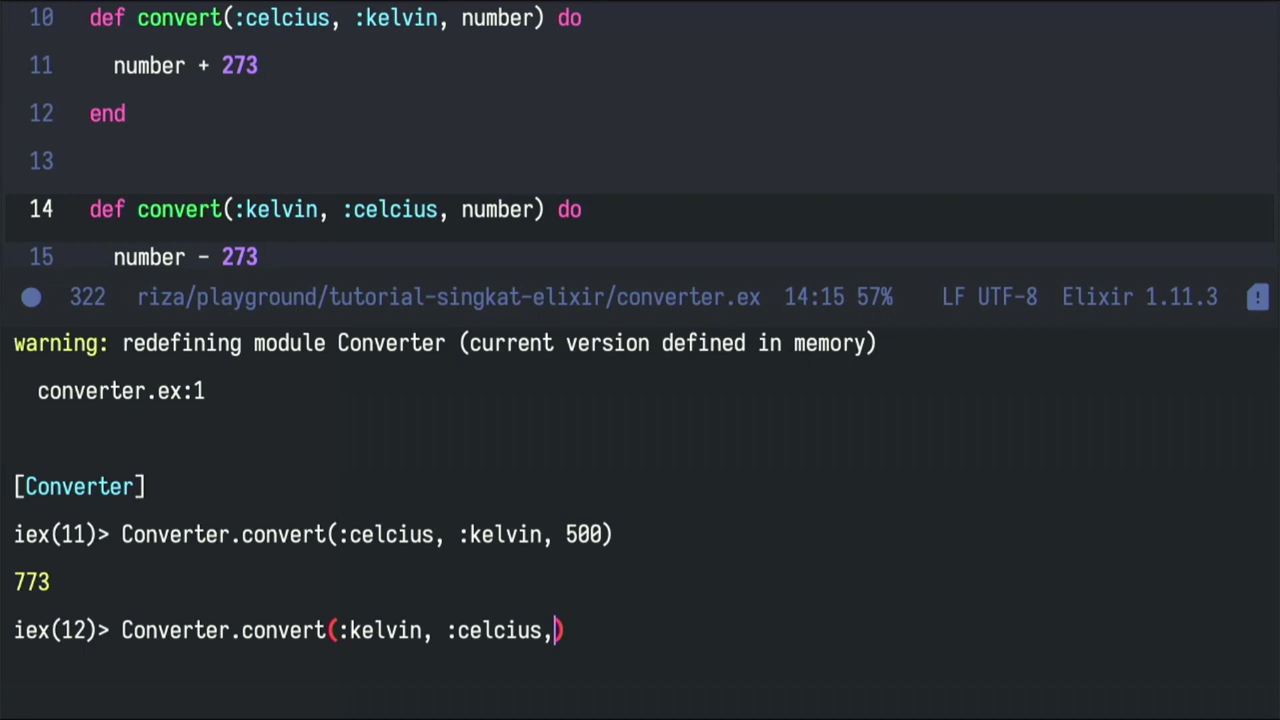 10 def convert(:celcius, :kelvin, number) do
11 number + 273
12 end
13
14 def convert(:kelvin, :celcius, number) do
15 number - 273
322 riza/playground/tutorial-singkat-elixir/converter.ex 14:15 57% LF UTF-8 Elixir 1.11.3 !
warning: redefining module Converter (current version defined in memory)
converter.ex:1
[Converter]
iex(11)> Converter.convert(:celcius, :kelvin, 500)
773
iex(12)> Converter.convert(:kelvin, :celcius,)